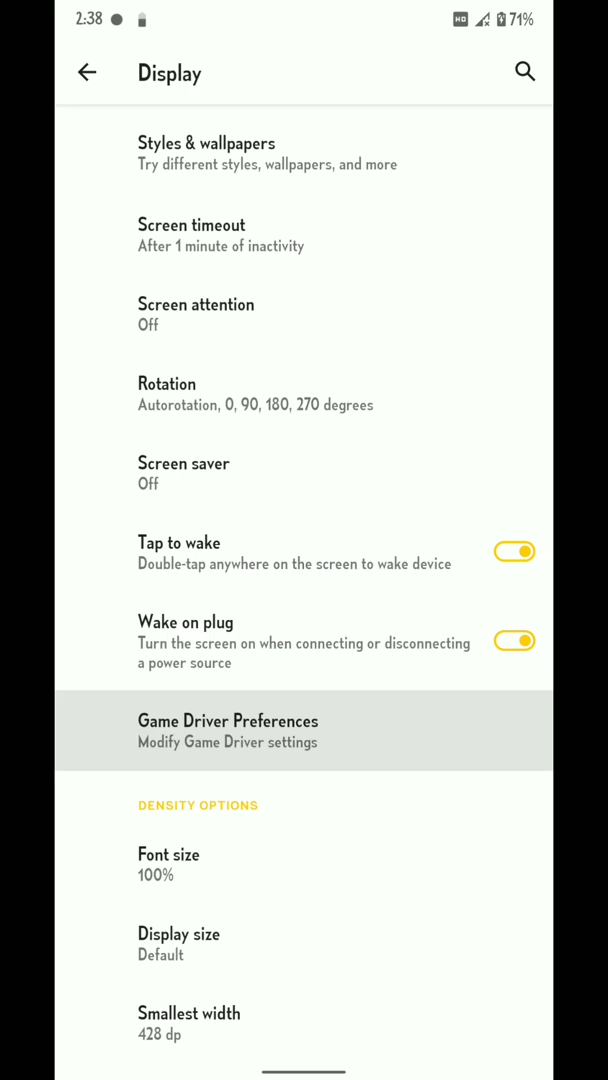 2:38
HD
71%
Display
Styles & wallpapers
Try different styles, wallpapers, and more
Screen timeout
After 1 minute of inactivity
Screen attention
Off
Rotation
Autorotation, 0, 90, 180, 270 degrees
Screen saver
Off
Tap to wake
Double-tap anywhere on the screen to wake device
Wake on plug
Turn the screen on when connecting or disconnecting
a power source
Game Driver Preferences
Modify Game Driver settings
DENSITY OPTIONS
Font size
100%
Display size
Default
Smallest width
428 dp